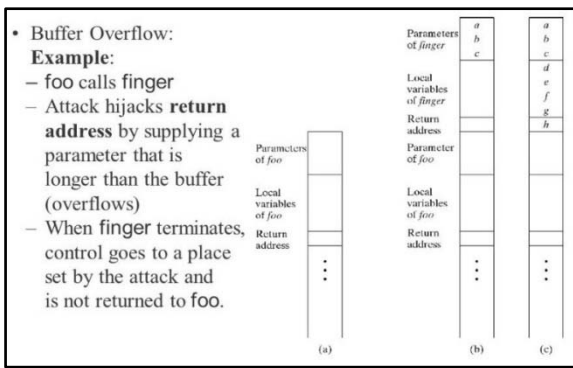 • Buffer Overflow:
Example:
– foo calls finger
– Attack hijacks return
address by supplying a
parameter that is
longer than the buffer
(overflows)
– When finger terminates,
control goes to a place
set by the attack and
is not returned to foo.
Parameters
of foo
Local
variables
of foo
Return
address
(a)
Parameters
of finger
Local
variables
of finger
Return
address
Parameter
of foo
Local
variables
of foo
Return
address
a
b
c
(b)
a
b
c
d
e
f
g
h
(c)